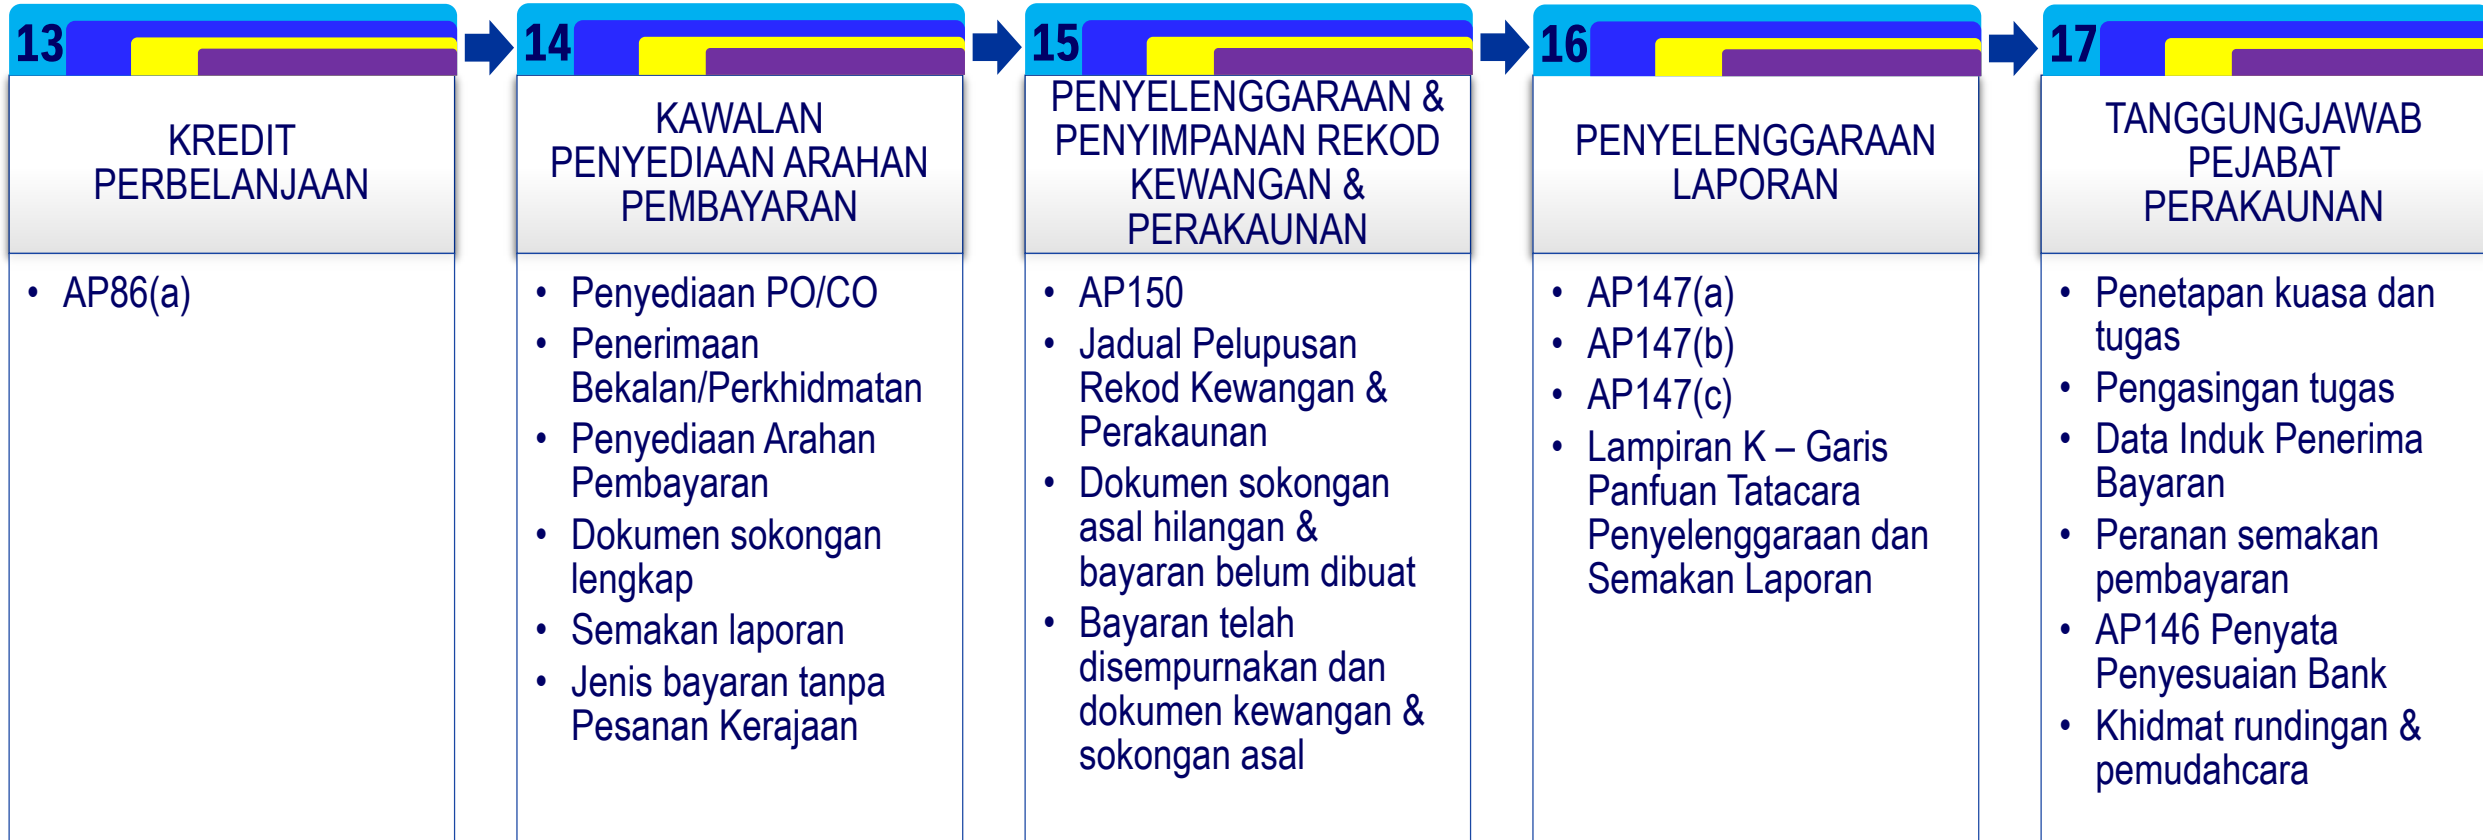 13
KREDIT
PERBELANJAAN
• AP86(a)
14
KAWALAN
PENYEDIAAN ARAHAN
PEMBAYARAN
• Penyediaan PO/CO
• Penerimaan
Bekalan/Perkhidmatan
• Penyediaan Arahan
Pembayaran
• Dokumen sokongan
lengkap
• Semakan laporan
• Jenis bayaran tanpa
Pesanan Kerajaan
15
PENYELENGGARAAN &
PENYIMPANAN REKOD
KEWANGAN &
PERAKAUNAN
• AP150
• Jadual Pelupusan
Rekod Kewangan &
Perakaunan
• Dokumen sokongan
asal hilangan &
bayaran belum dibuat
• Bayaran telah
disempurnakan dan
dokumen kewangan &
sokongan asal
16
PENYELENGGARAAN
LAPORAN
• AP147(a)
• AP147(b)
• AP147(c)
• Lampiran K – Garis
Panfuan Tatacara
Penyelenggaraan dan
Semakan Laporan
17
TANGGUNGJAWAB
PEJABAT
PERAKAUNAN
• Penetapan kuasa dan
tugas
• Pengasingan tugas
• Data Induk Penerima
Bayaran
• Peranan semakan
pembayaran
• AP146 Penyata
Penyesuaian Bank
• Khidmat rundingan &
pemudahcara